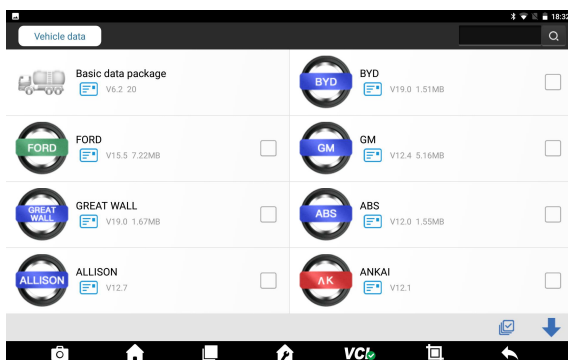 18:32
Vehicle data
Basic data package
V6.2 20
BYD
BYD
V19.0 1.51MB
FORD
FORD
V15.5 7.22MB
GM
GM
V12.4 5.16MB
GREAT
WALL
GREAT WALL
V19.0 1.67MB
ABS
ABS
V12.0 1.55MB
ALLISON
ALLISON
V12.7
ΛK
ANKAI
V12.1
VCI